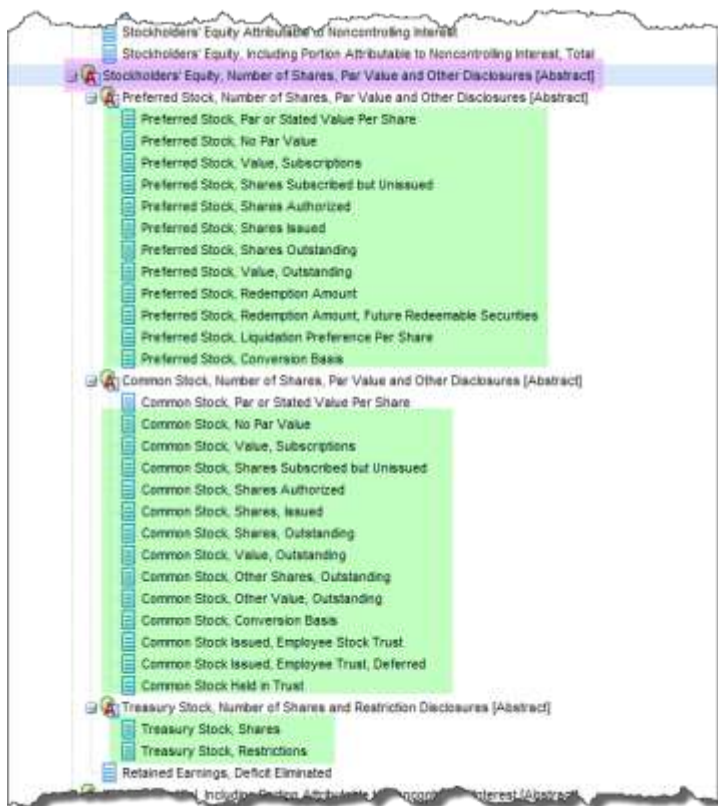 Stockholders' Equity Attributable to Noncontrolling Interest
Stockholders' Equity, Including Portion Attributable to Noncontrolling Interest, Total
Stockholders' Equity, Number of Shares, Par Value and Other Disclosures [Abstract]
Preferred Stock, Number of Shares, Par Value and Other Disclosures [Abstract]
Preferred Stock, Par or Stated Value Per Share
Preferred Stock, No Par Value
Preferred Stock, Value, Subscriptions
Preferred Stock, Shares Subscribed but Unissued
Preferred Stock, Shares Authorized
Preferred Stock, Shares Issued
Preferred Stock, Shares Outstanding
Preferred Stock, Value, Outstanding
Preferred Stock, Redemption Amount
Preferred Stock, Redemption Amount, Future Redeemable Securities
Preferred Stock, Liquidation Preference Per Share
Preferred Stock, Conversion Basis
Common Stock, Number of Shares, Par Value and Other Disclosures [Abstract]
Common Stock, Par or Stated Value Per Share
Common Stock, No Par Value
Common Stock, Value, Subscriptions
Common Stock, Shares Subscribed but Unissued
Common Stock, Shares Authorized
Common Stock, Shares, Issued
Common Stock, Shares, Outstanding
Common Stock, Value, Outstanding
Common Stock, Other Shares, Outstanding
Common Stock, Other Value, Outstanding
Common Stock, Conversion Basis
Common Stock Issued, Employee Stock Trust
Common Stock Issued, Employee Trust, Deferred
Common Stock Held in Trust
Treasury Stock, Number of Shares and Restriction Disclosures [Abstract]
Treasury Stock, Shares
Treasury Stock, Restrictions
Retained Earnings, Deficit Eliminated
Including Portion Attributable to Interest [Abstract]